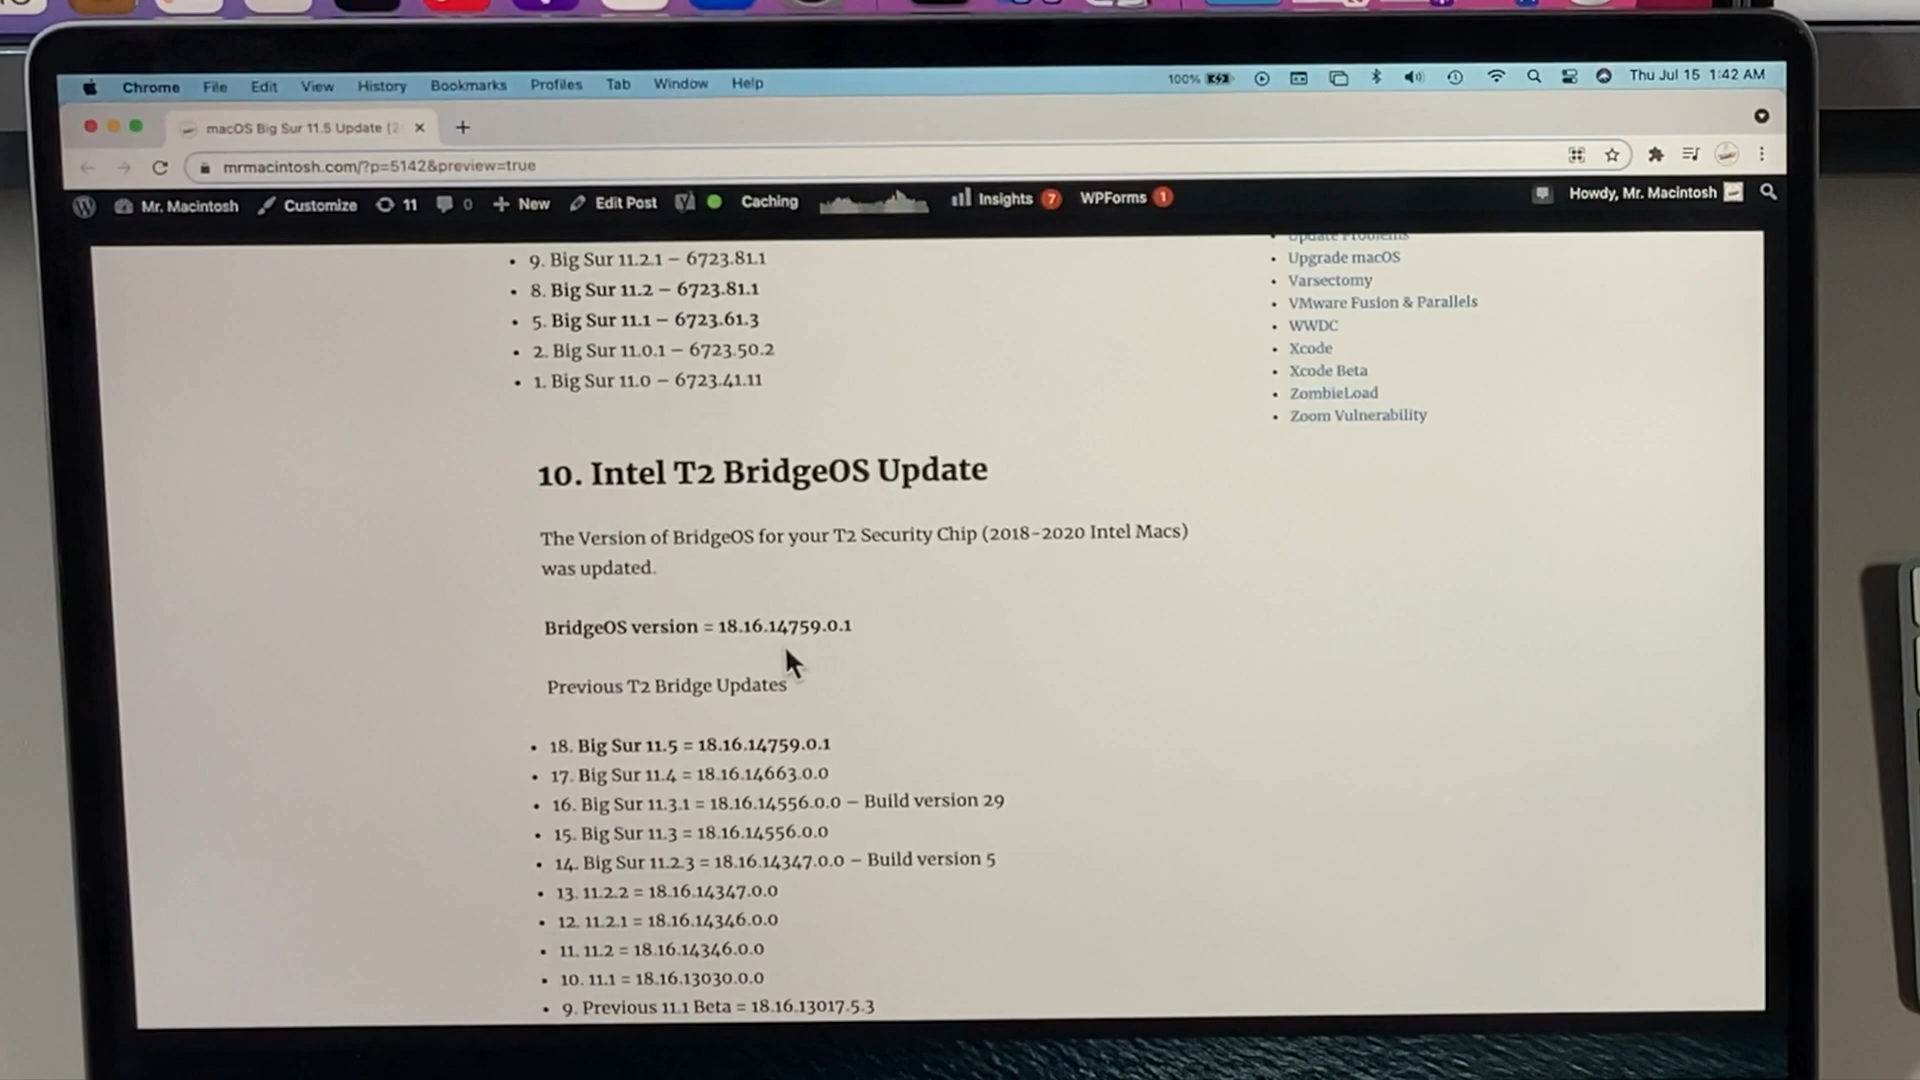 Chrome File Edit View History Bookmarks Profiles Tab Window Help 100% Thu Jul 15 1:42 AM
macOS Big Sur 11.5 Update (2
mrmacintosh.com/?p=5142&preview=true
Mr. Macintosh Customize 11 0 New Edit Post Caching Insights 7 WPForms 1 Howdy, Mr. Macintosh
• 9. Big Sur 11.2.1 – 6723.81.1
• 8. Big Sur 11.2 – 6723.81.1
• 5. Big Sur 11.1 – 6723.61.3
• 2. Big Sur 11.0.1 – 6723.50.2
• 1. Big Sur 11.0 – 6723.41.11
• Update Problems
• Upgrade macOS
• Varsectomy
• VMware Fusion & Parallels
• WWDC
• Xcode
• Xcode Beta
• ZombieLoad
• Zoom Vulnerability
10. Intel T2 BridgeOS Update
The Version of BridgeOS for your T2 Security Chip (2018-2020 Intel Macs)
was updated.
BridgeOS version = 18.16.14759.0.1
Previous T2 Bridge Updates
• 18. Big Sur 11.5 = 18.16.14759.0.1
• 17. Big Sur 11.4 = 18.16.14663.0.0
• 16. Big Sur 11.3.1 = 18.16.14556.0.0 – Build version 29
• 15. Big Sur 11.3 = 18.16.14556.0.0
• 14. Big Sur 11.2.3 = 18.16.14347.0.0 – Build version 5
• 13. 11.2.2 = 18.16.14347.0.0
• 12. 11.2.1 = 18.16.14346.0.0
• 11. 11.2 = 18.16.14346.0.0
• 10. 11.1 = 18.16.13030.0.0
• 9. Previous 11.1 Beta = 18.16.13017.5.3